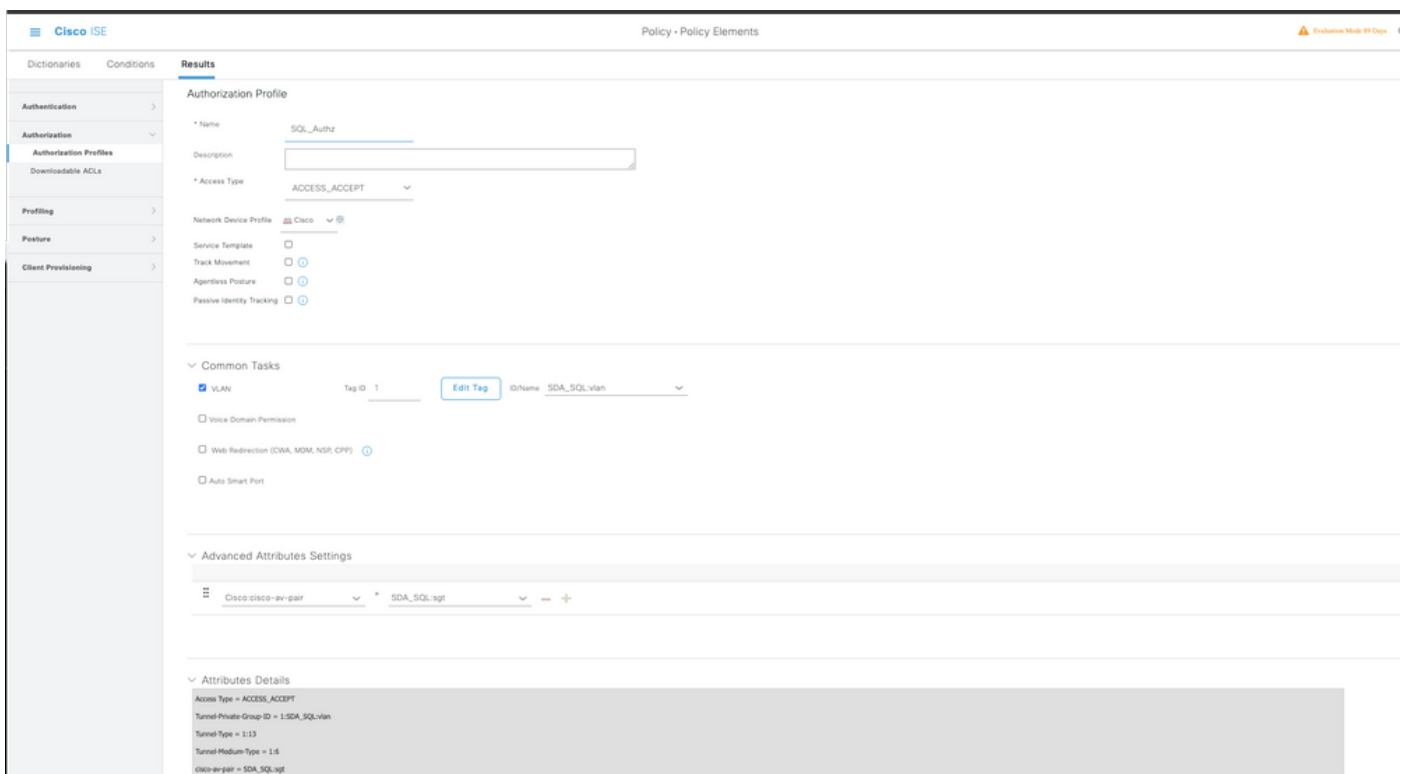 Cisco ISE
Policy · Policy Elements
Evaluation Mode 89 Days
Dictionaries Conditions Results
Authentication
Authorization
Authorization Profiles
Downloadable ACLs
Profiling
Posture
Client Provisioning
Authorization Profile
* Name SQL_Authz
Description
* Access Type ACCESS_ACCEPT
Network Device Profile Cisco
Service Template
Track Movement
Agentless Posture
Passive Identity Tracking
Common Tasks
VLAN Tag ID 1 Edit Tag ID/Name SDA_SQL:vlan
Voice Domain Permission
Web Redirection (CWA, MDM, NSP, CPP)
Auto Smart Port
Advanced Attributes Settings
Cisco:cisco-av-pair = SDA_SQL:sgt
Attributes Details
Access Type = ACCESS_ACCEPT
Tunnel-Private-Group-ID = 1:SDA_SQL:vlan
Tunnel-Type = 1:13
Tunnel-Medium-Type = 1:6
cisco-av-pair = SDA_SQL:sgt